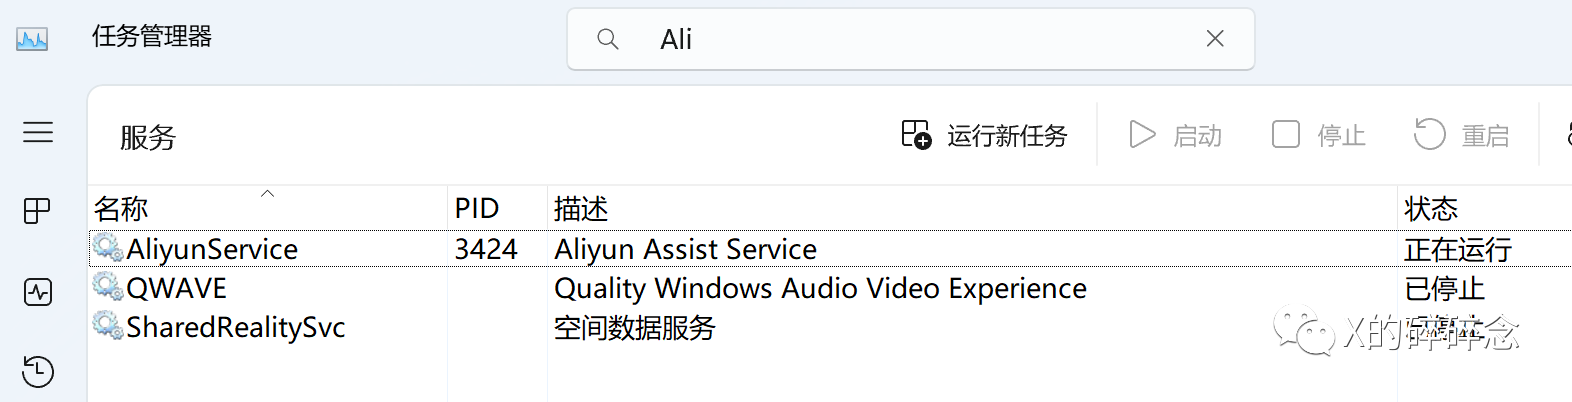 任务管理器
Ali
服务
运行新任务 启动 停止 重启
名称 PID 描述 状态
AliyunService 3424 Aliyun Assist Service 正在运行
QWAVE Quality Windows Audio Video Experience 已停止
SharedRealitySvc 空间数据服务
X的碎碎念